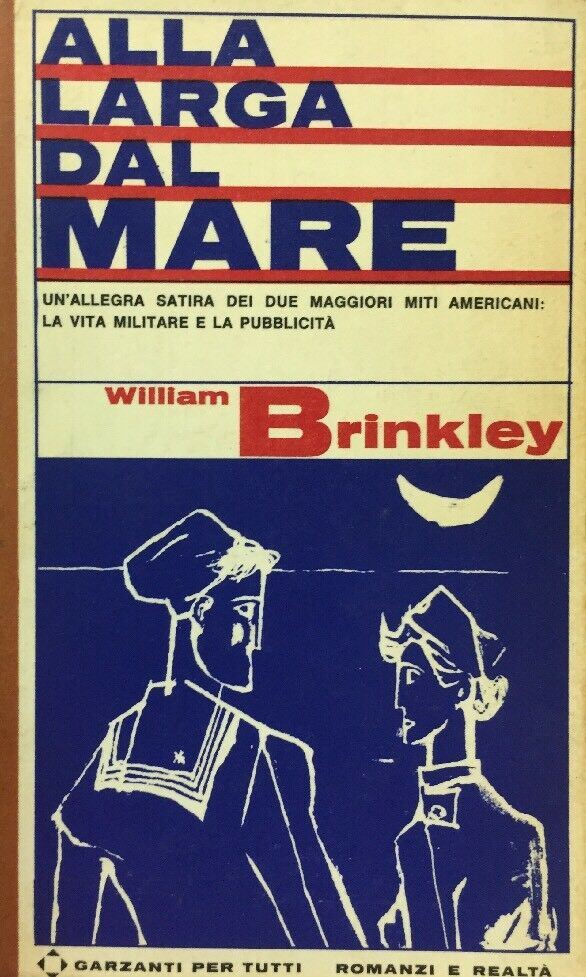 ALLA
LARGA
DAL
MARE
UN'ALLEGRA SATIRA DEI DUE MAGGIORI MITI AMERICANI:
LA VITA MILITARE E LA PUBBLICITÀ
William Brinkley
GARZANTI PER TUTTI ROMANZI E REALTÀ